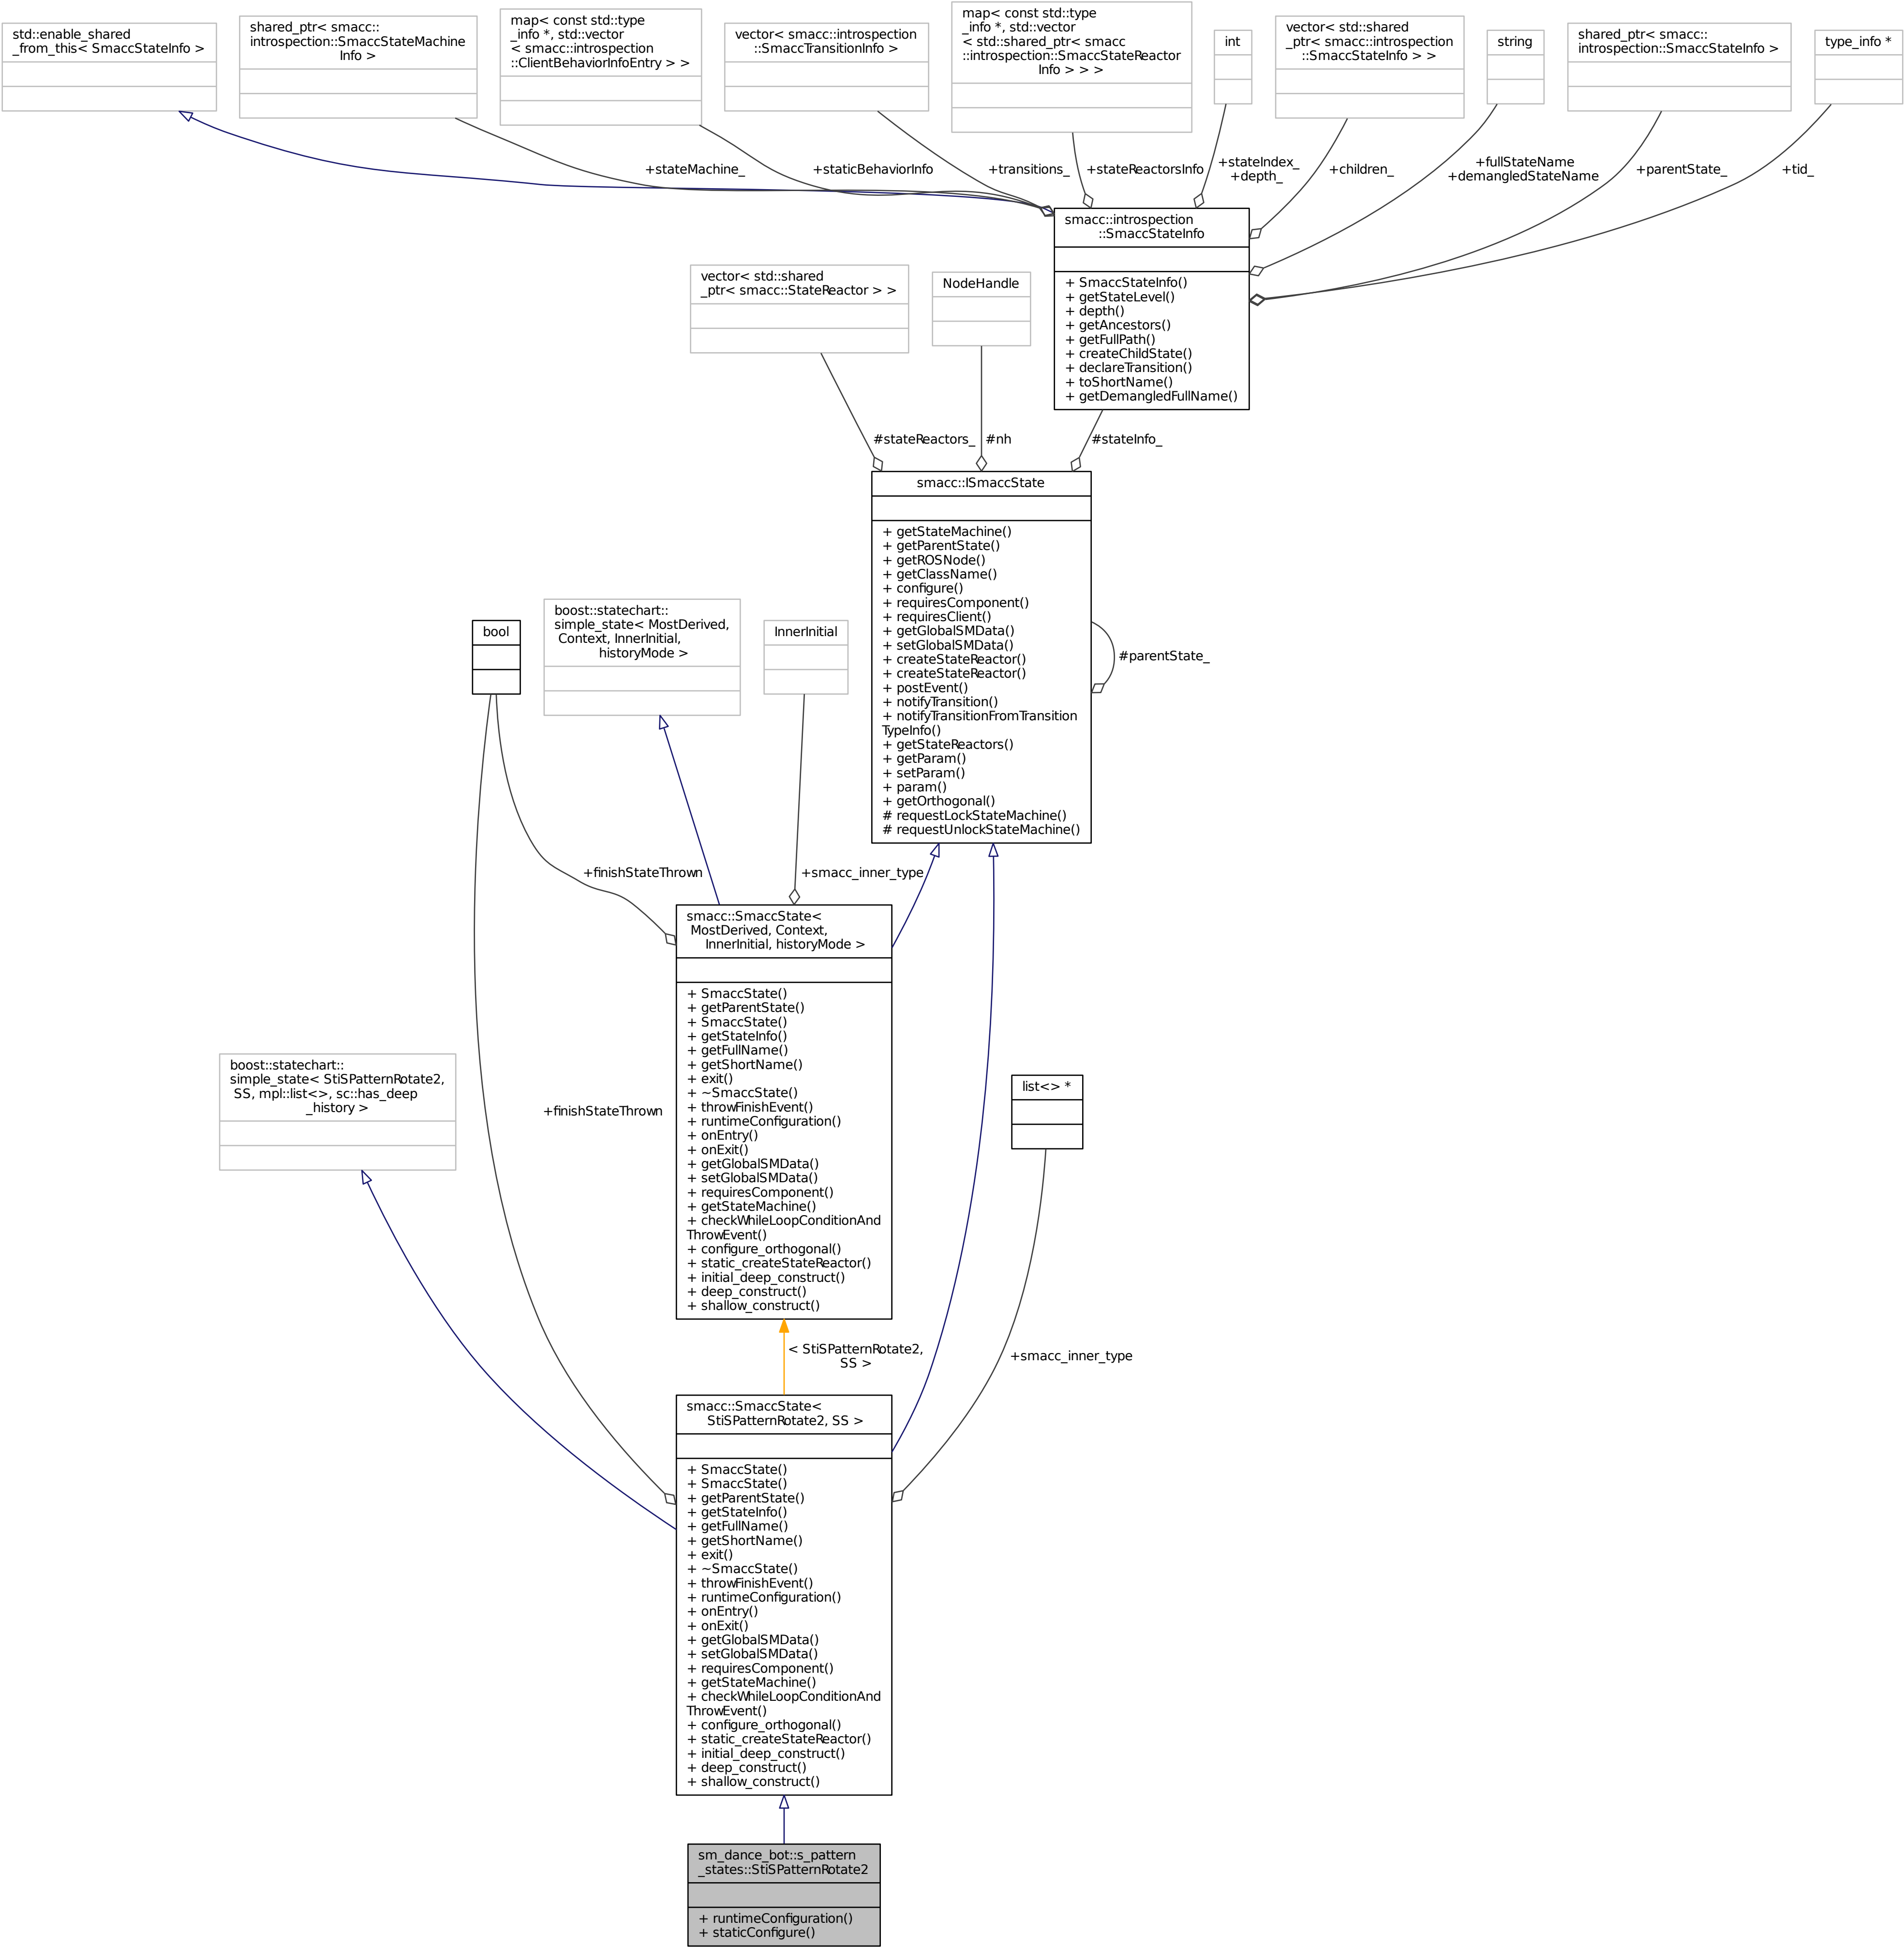 std::enable_shared
_from_this< SmaccStateInfo >
shared_ptr< smacc::
introspection::SmaccStateMachine
Info >
map< const std::type
_info *, std::vector
< smacc::introspection
::ClientBehaviorInfoEntry > >
vector< smacc::introspection
::SmaccTransitionInfo >
map< const std::type
_info *, std::vector
< std::shared_ptr< smacc
::introspection::SmaccStateReactor
Info > > >
int
vector< std::shared
_ptr< smacc::introspection
::SmaccStateInfo > >
string
shared_ptr< smacc::
introspection::SmaccStateInfo >
type_info *
+stateMachine_
+staticBehaviorInfo
+transitions_
+stateReactorsInfo
+stateIndex_
+depth_
+children_
+fullStateName
+demangledStateName
+parentState_
+tid_
smacc::introspection
::SmaccStateInfo
+ SmaccStateInfo()
+ getStateLevel()
+ depth()
+ getAncestors()
+ getFullPath()
+ createChildState()
+ declareTransition()
+ toShortName()
+ getDemangledFullName()
vector< std::shared
_ptr< smacc::StateReactor > >
NodeHandle
#stateReactors_
#nh
#stateInfo_
smacc::ISmaccState
+ getStateMachine()
+ getParentState()
+ getROSNode()
+ getClassName()
+ configure()
+ requiresComponent()
+ requiresClient()
+ getGlobalSMData()
+ setGlobalSMData()
+ createStateReactor()
+ createStateReactor()
+ postEvent()
+ notifyTransition()
+ notifyTransitionFromTransition
TypeInfo()
+ getStateReactors()
+ getParam()
+ setParam()
+ param()
+ getOrthogonal()
# requestLockStateMachine()
# requestUnlockStateMachine()
#parentState_
bool
boost::statechart::
simple_state< MostDerived,
Context, InnerInitial,
historyMode >
InnerInitial
+finishStateThrown
+smacc_inner_type
smacc::SmaccState<
MostDerived, Context,
InnerInitial, historyMode >
+ SmaccState()
+ getParentState()
+ SmaccState()
+ getStateInfo()
+ getFullName()
+ getShortName()
+ exit()
+ ~SmaccState()
+ throwFinishEvent()
+ runtimeConfiguration()
+ onEntry()
+ onExit()
+ getGlobalSMData()
+ setGlobalSMData()
+ requiresComponent()
+ getStateMachine()
+ checkWhileLoopConditionAnd
ThrowEvent()
+ configure_orthogonal()
+ static_createStateReactor()
+ initial_deep_construct()
+ deep_construct()
+ shallow_construct()
boost::statechart::
simple_state< StiSPatternRotate2,
SS, mpl::list<>, sc::has_deep
_history >
+finishStateThrown
list<> *
< StiSPatternRotate2,
SS >
+smacc_inner_type
smacc::SmaccState<
StiSPatternRotate2, SS >
+ SmaccState()
+ SmaccState()
+ getParentState()
+ getStateInfo()
+ getFullName()
+ getShortName()
+ exit()
+ ~SmaccState()
+ throwFinishEvent()
+ runtimeConfiguration()
+ onEntry()
+ onExit()
+ getGlobalSMData()
+ setGlobalSMData()
+ requiresComponent()
+ getStateMachine()
+ checkWhileLoopConditionAnd
ThrowEvent()
+ configure_orthogonal()
+ static_createStateReactor()
+ initial_deep_construct()
+ deep_construct()
+ shallow_construct()
sm_dance_bot::s_pattern
_states::StiSPatternRotate2
+ runtimeConfiguration()
+ staticConfigure()